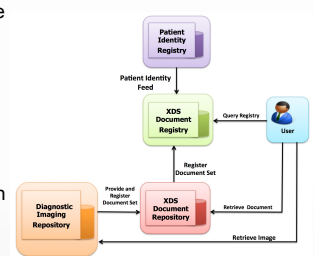 e
Patient
Identity
Registry
Patient Identity
Feed
XDS
Document
Registry
Query Registry
User
Register
Document Set
n
Provide and
Register
Document Set
Diagnostic
Imaging
Repository
XDS
Document
Repository
Retrieve Document
Retrieve Image